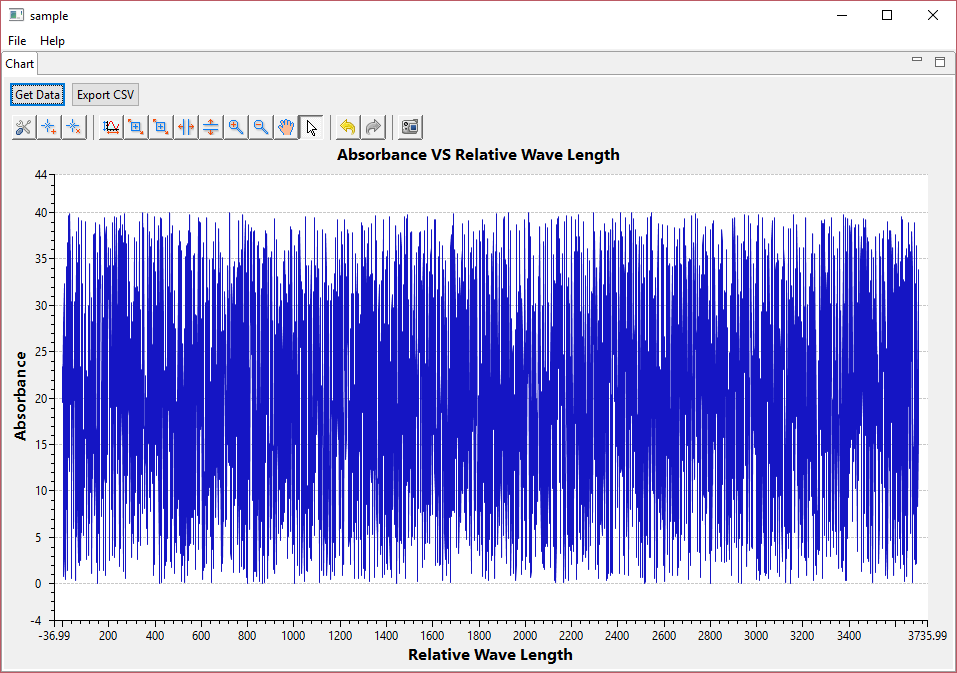 sample
File Help
Chart
Get Data Export CSV
Absorbance VS Relative Wave Length
44
40
35
30
25
20
15
10
5
0
-4
Absorbance
-36.99 200 400 600 800 1000 1200 1400 1600 1800 2000 2200 2400 2600 2800 3000 3200 3400 3735.99
Relative Wave Length